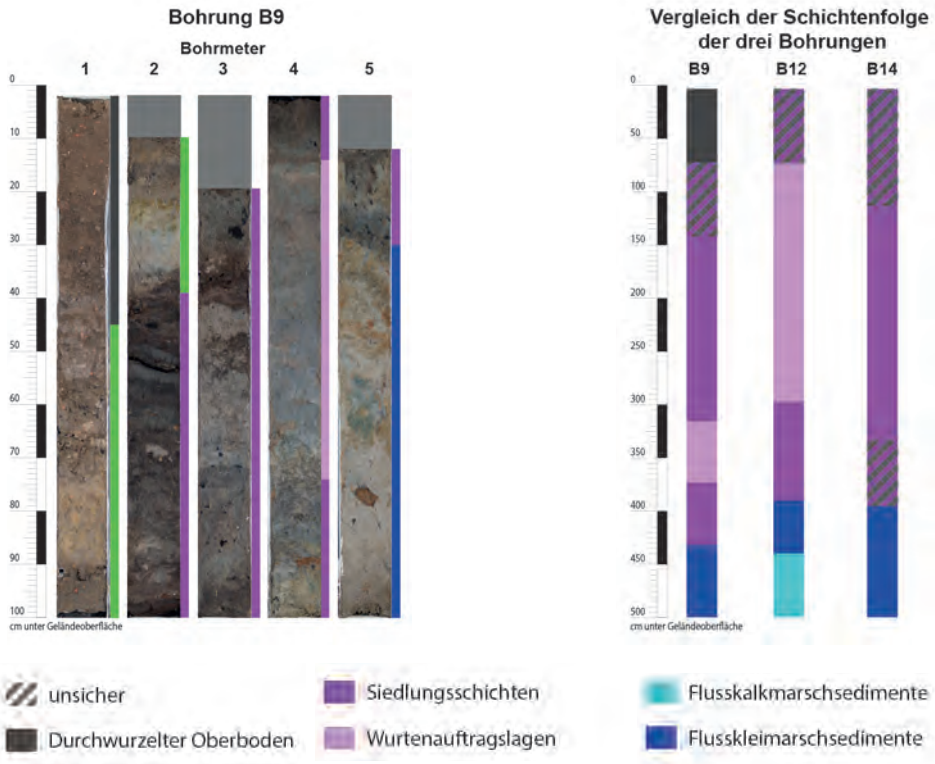 Bohrung B9
Bohrmeter
1 2 3 4 5
0
10
20
30
40
50
60
70
80
90
100
cm unter Geländeoberfläche
Vergleich der Schichtenfolge
der drei Bohrungen
B9 B12 B14
0
50
100
150
200
250
300
350
400
450
500
cm unter Geländeoberfläche
unsicher
Siedlungsschichten
Flusskalkmarschsedimente
Durchwurzelter Oberboden
Wurtenauftragslagen
Flusskleimarschsedimente